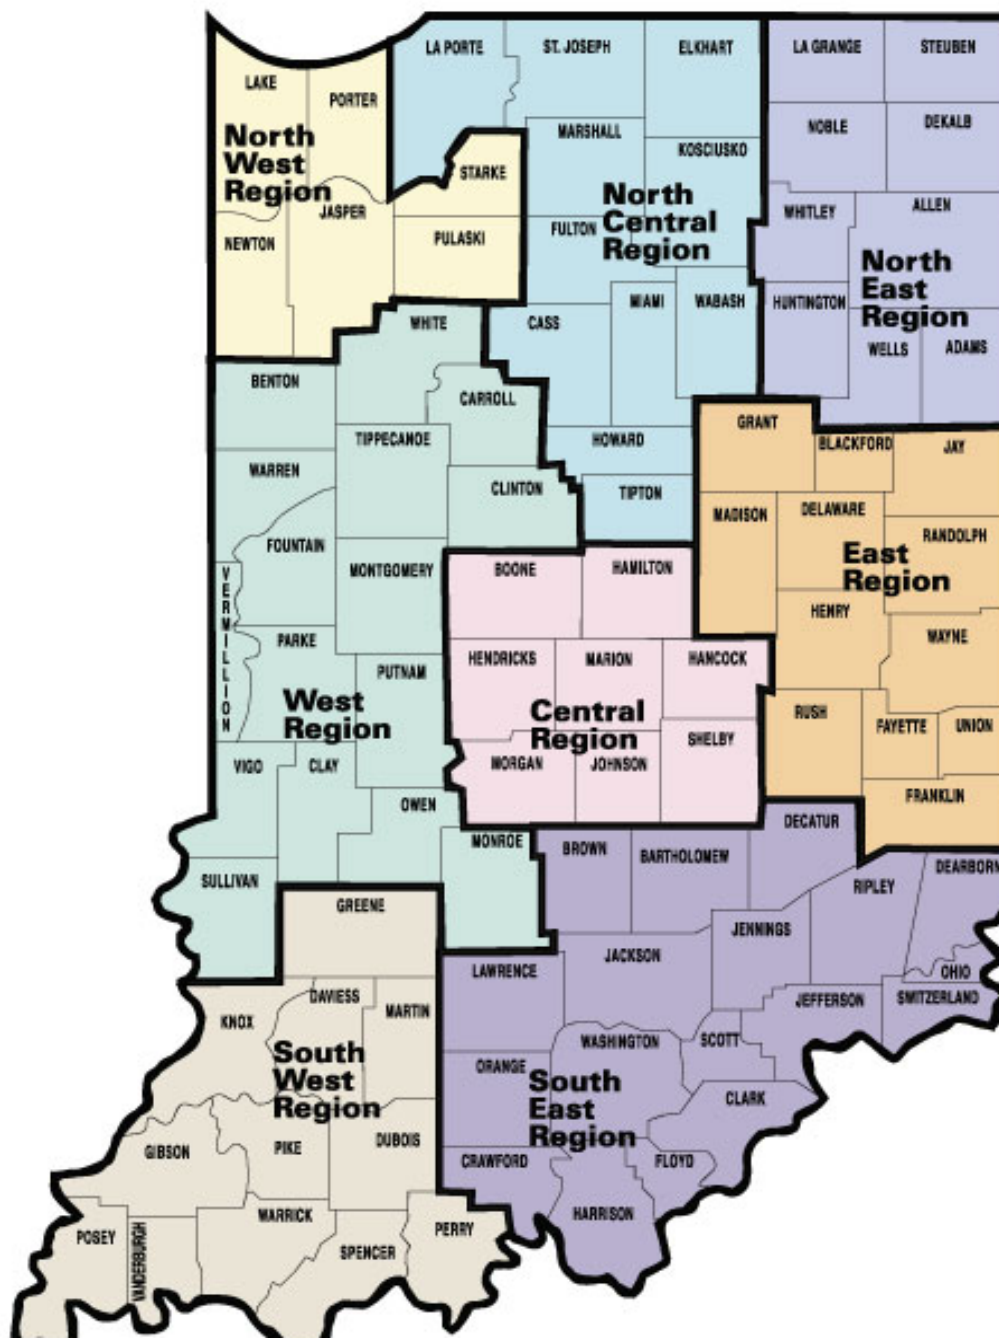 LA PORTE
ST. JOSEPH
ELKHART
LA GRANGE
STEUBEN
LAKE
PORTER
NOBLE
DEKALB
MARSHALL
KOSCIUSKO
North
West
Region
STARKE
North
Central
Region
JASPER
WHITLEY
ALLEN
NEWTON
PULASKI
FULTON
North
East
Region
HUNTINGTON
MIAMI
WABASH
WHITE
CASS
WELLS
ADAMS
BENTON
CARROLL
GRANT
TIPPECANOE
HOWARD
BLACKFORD
JAY
WARREN
CLINTON
TIPTON
MADISON
DELAWARE
RANDOLPH
FOUNTAIN
East
Region
MONTGOMERY
BOONE
HAMILTON
VERMILLION
HENRY
WAYNE
PARKE
HENDRICKS
MARION
HANCOCK
PUTNAM
West
Region
Central
Region
RUSH
FAYETTE
UNION
SHELBY
VIGO
CLAY
MORGAN
JOHNSON
FRANKLIN
OWEN
DECATUR
MONROE
BROWN
BARTHOLOMEW
DEARBORN
SULLIVAN
RIPLEY
GREENE
JENNINGS
JACKSON
LAWRENCE
OHIO
DAVIESS
JEFFERSON
SWITZERLAND
MARTIN
KNOX
WASHINGTON
SCOTT
South
West
Region
ORANGE
South
East
Region
CLARK
GIBSON
PIKE
DUBOIS
CRAWFORD
FLOYD
WARRICK
HARRISON
POSEY
VANDERBURGH
SPENCER
PERRY